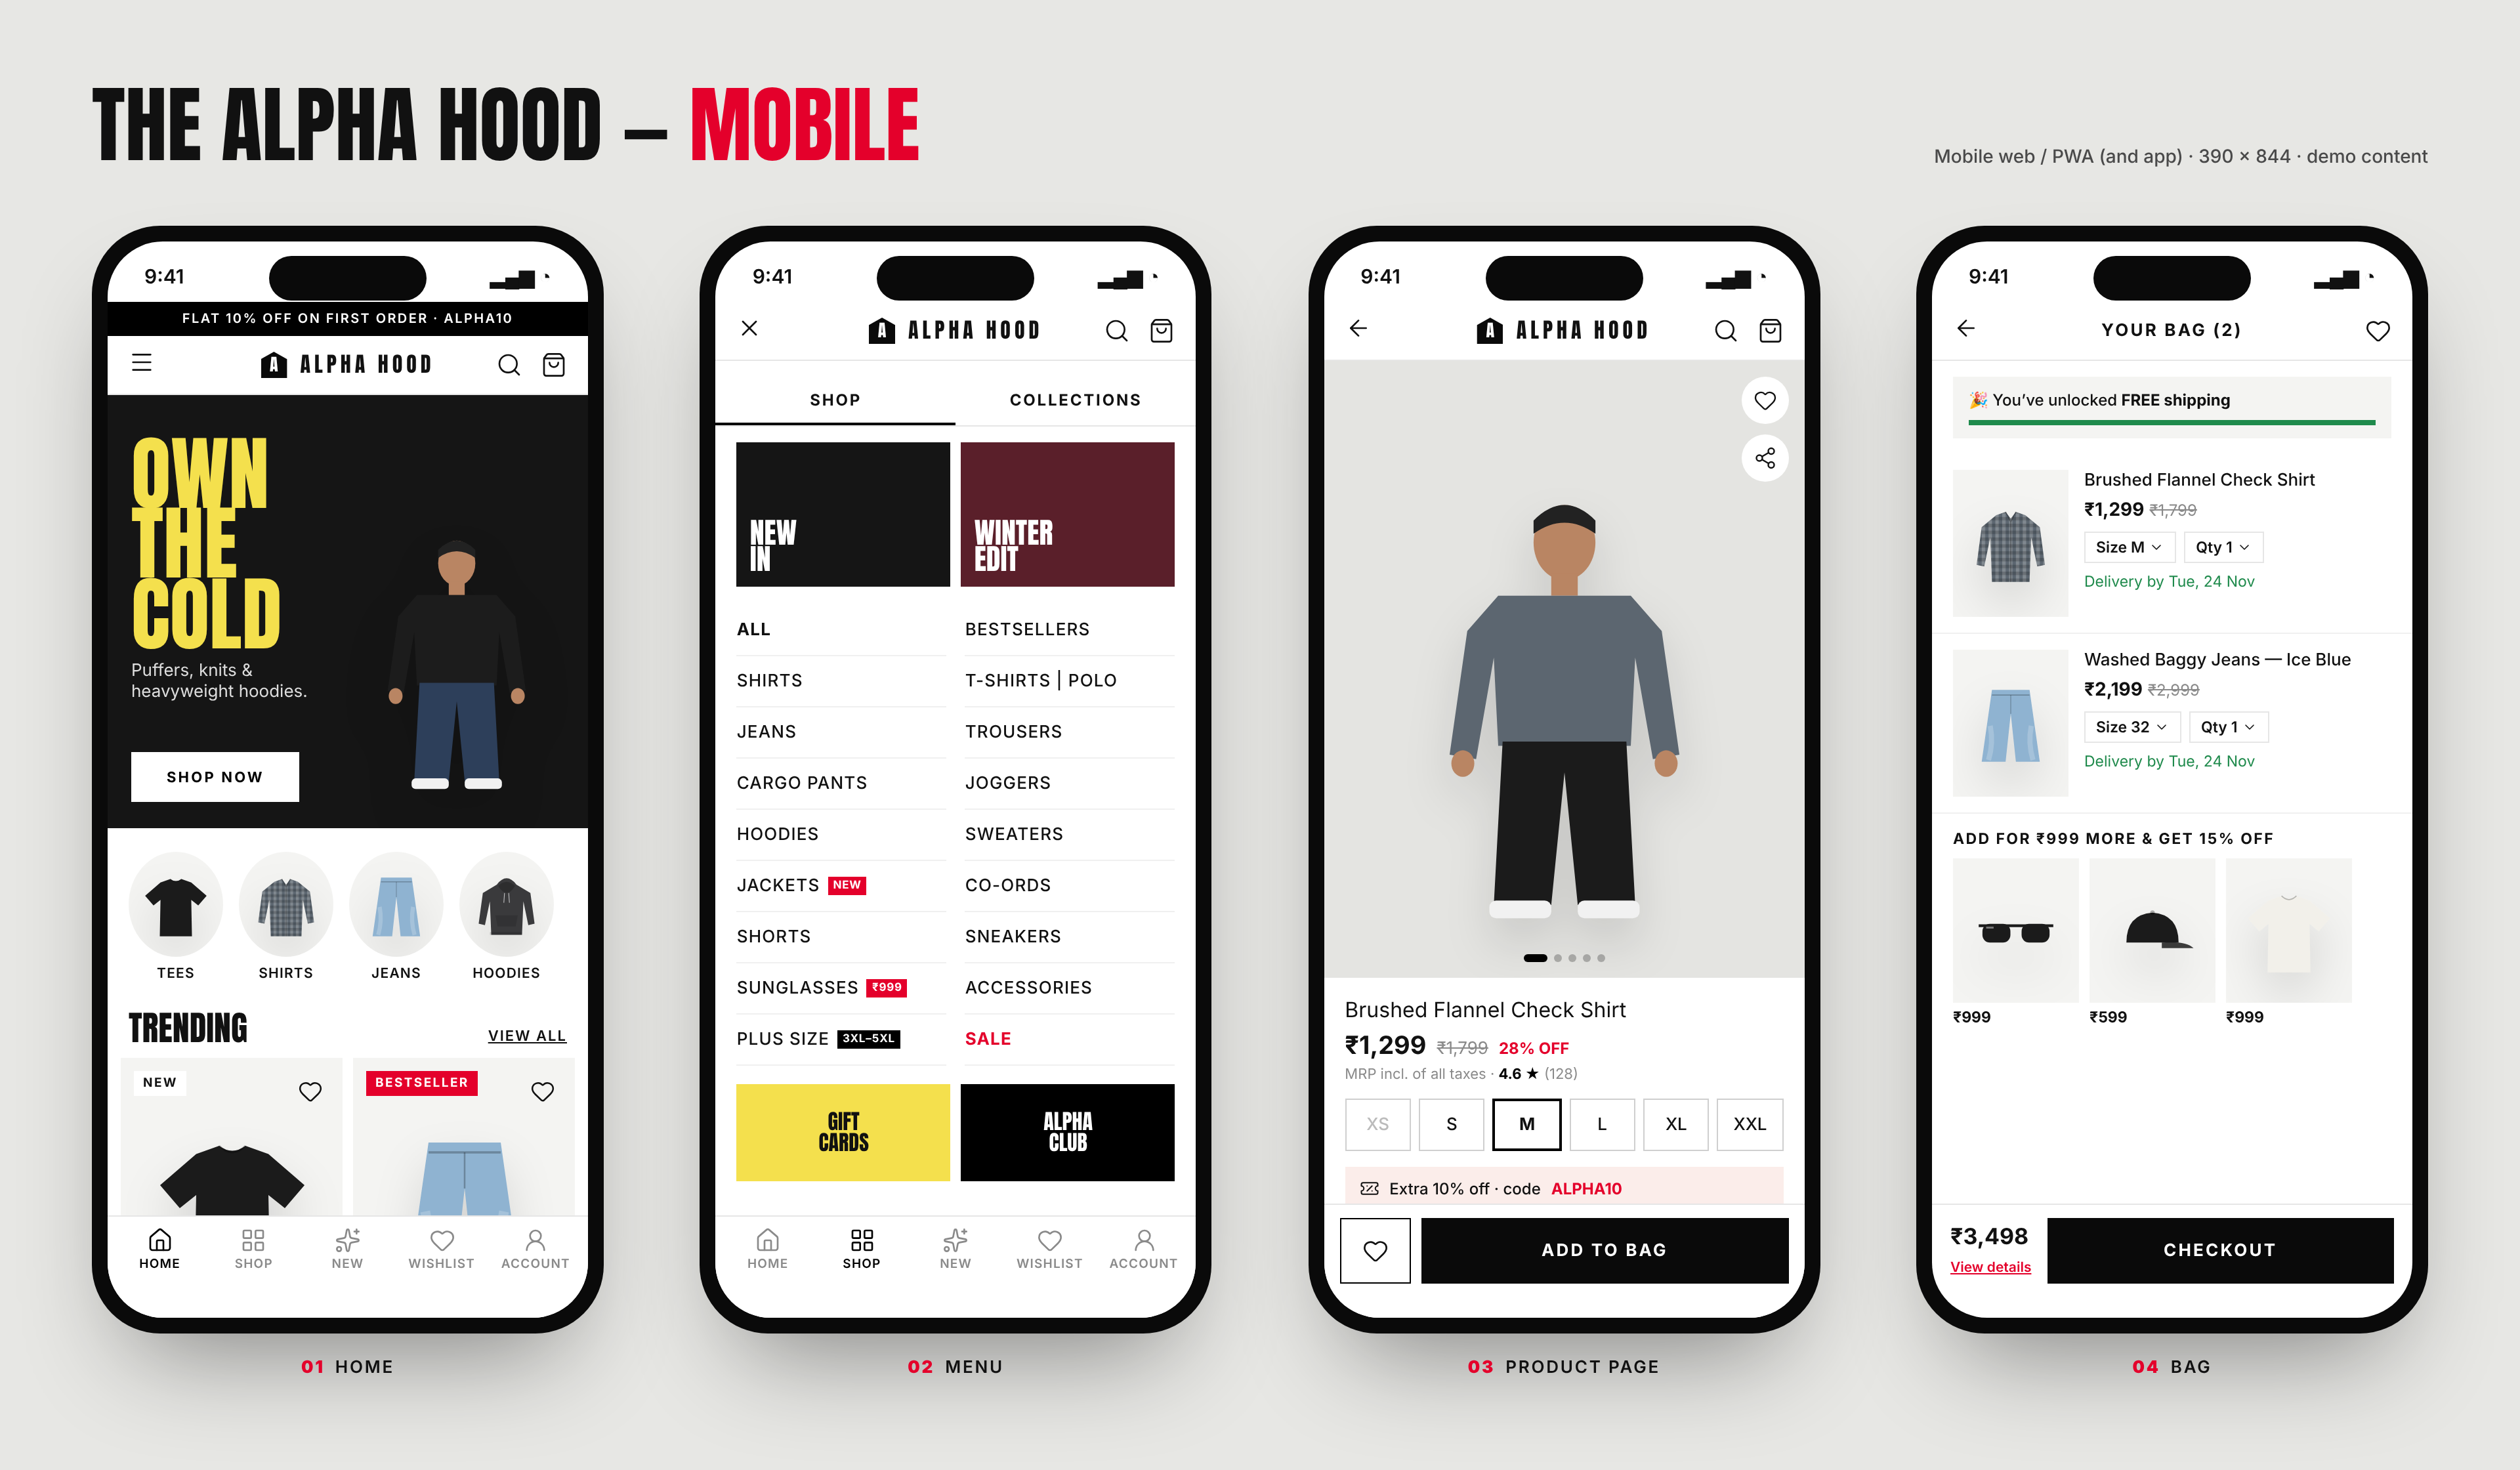 THE ALPHA HOOD — MOBILE
Mobile web / PWA (and app) · 390 × 844 · demo content
9:41
FLAT 10% OFF ON FIRST ORDER · ALPHA10
A ALPHA HOOD
OWN
THE
COLD
Puffers, knits &
heavyweight hoodies.
SHOP NOW
TEES SHIRTS JEANS HOODIES
TRENDING VIEW ALL
NEW BESTSELLER
HOME SHOP NEW WISHLIST ACCOUNT
01 HOME
9:41
A ALPHA HOOD
SHOP COLLECTIONS
NEW
IN
WINTER
EDIT
ALL BESTSELLERS
SHIRTS T-SHIRTS | POLO
JEANS TROUSERS
CARGO PANTS JOGGERS
HOODIES SWEATERS
JACKETS NEW CO-ORDS
SHORTS SNEAKERS
SUNGLASSES ₹999 ACCESSORIES
PLUS SIZE 3XL–5XL SALE
GIFT
CARDS
ALPHA
CLUB
HOME SHOP NEW WISHLIST ACCOUNT
02 MENU
9:41
A ALPHA HOOD
Brushed Flannel Check Shirt
₹1,299 ₹1,799 28% OFF
MRP incl. of all taxes · 4.6 ★ (128)
XS S M L XL XXL
Extra 10% off · code ALPHA10
ADD TO BAG
03 PRODUCT PAGE
9:41
YOUR BAG (2)
🎉 You’ve unlocked FREE shipping
Brushed Flannel Check Shirt
₹1,299 ₹1,799
Size M Qty 1
Delivery by Tue, 24 Nov
Washed Baggy Jeans — Ice Blue
₹2,199 ₹2,999
Size 32 Qty 1
Delivery by Tue, 24 Nov
ADD FOR ₹999 MORE & GET 15% OFF
₹999 ₹599 ₹999
₹3,498
View details
CHECKOUT
04 BAG